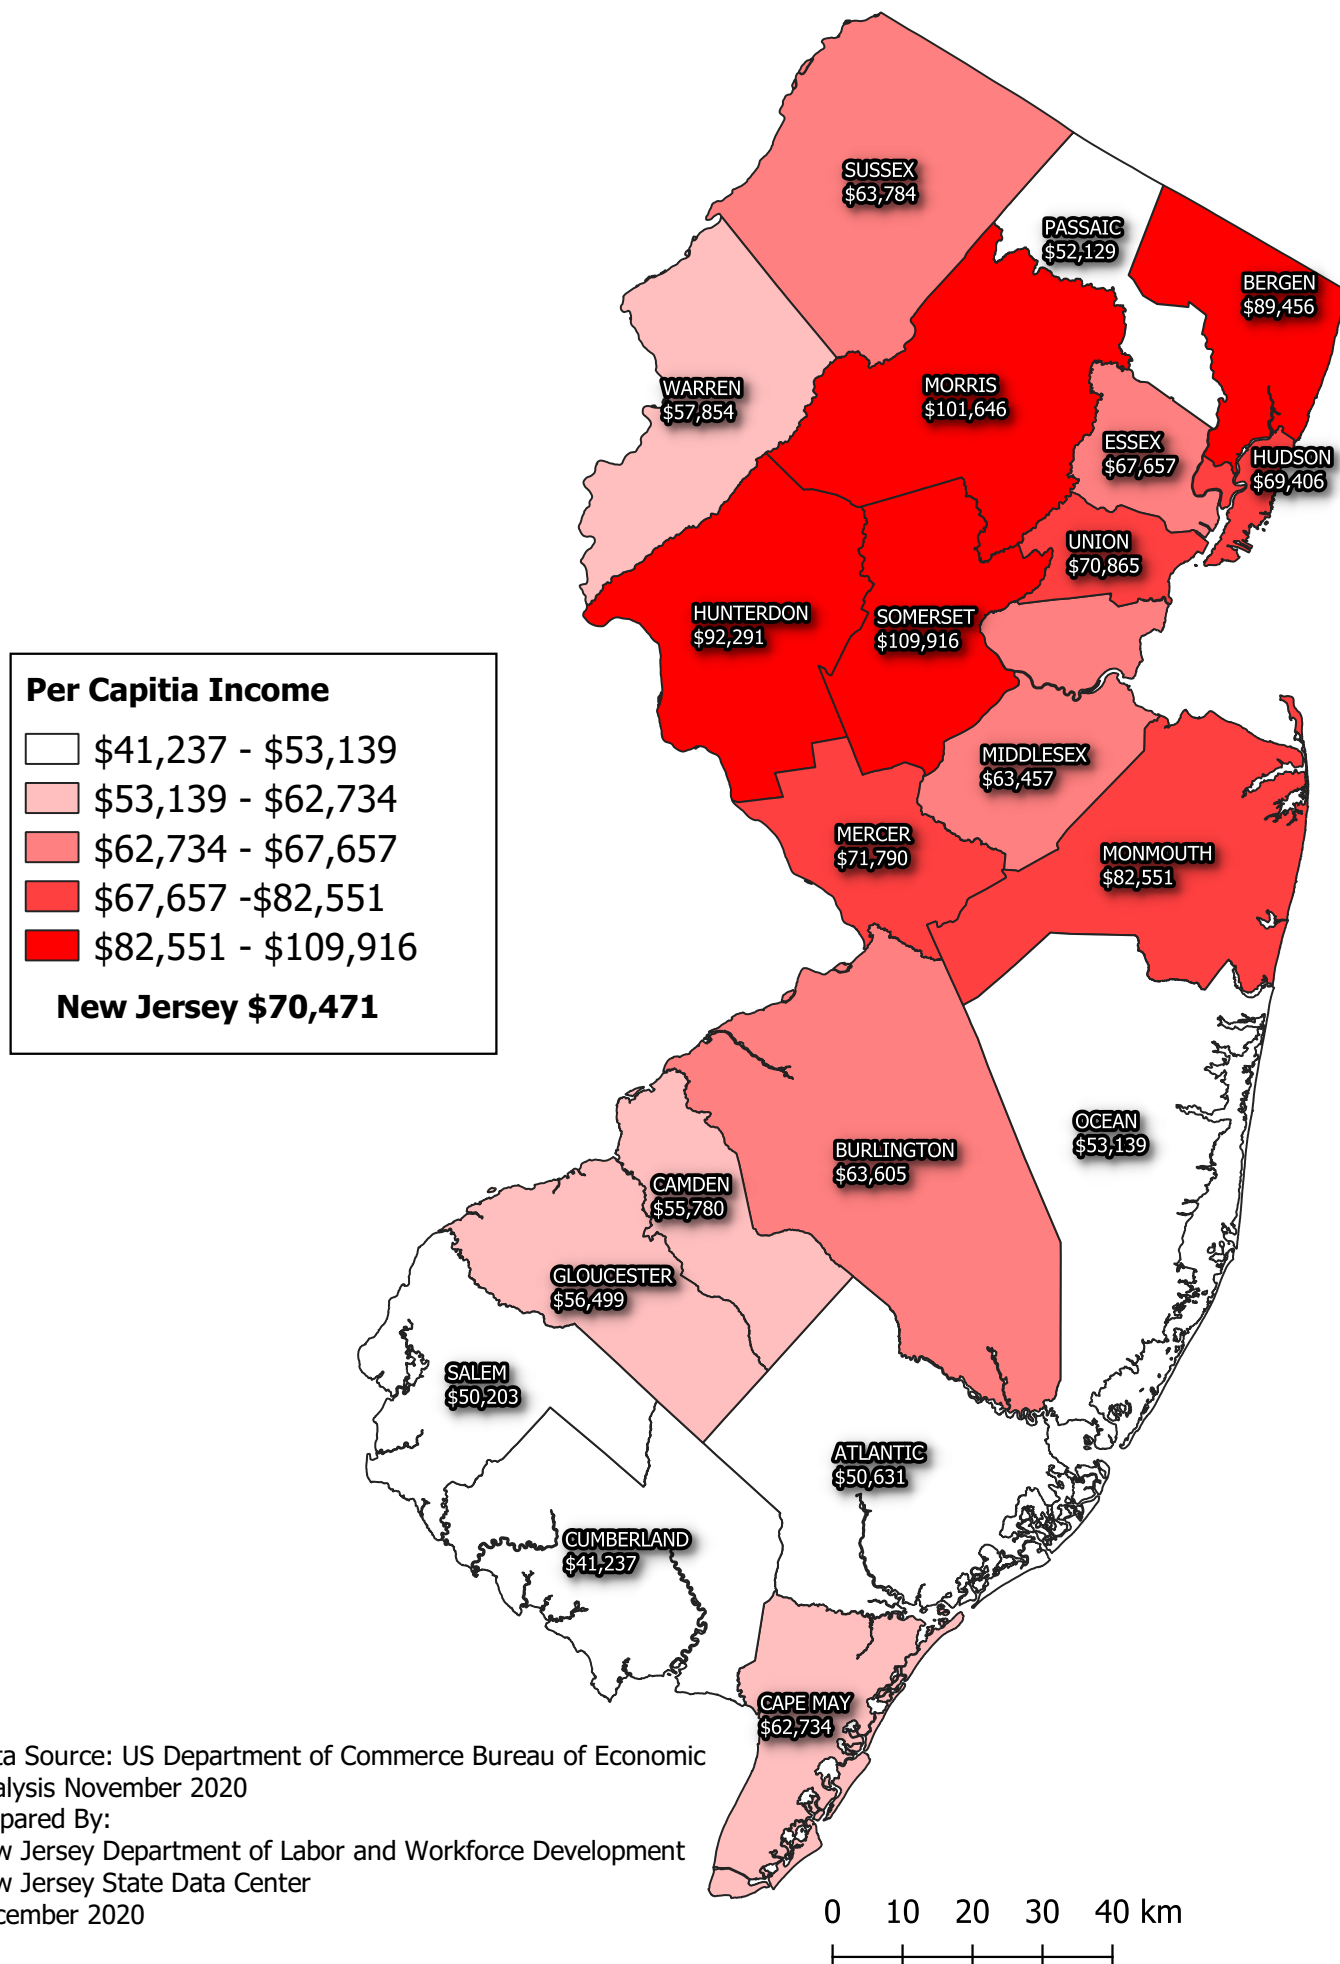 SUSSEX
$63,784
PASSAIC
$52,129
BERGEN
$89,456
WARREN
$57,854
MORRIS
$101,646
ESSEX
$67,657
HUDSON
$69,406
UNION
$70,865
HUNTERDON
$92,291
SOMERSET
$109,916
Per Capitia Income
$41,237 - $53,139
$53,139 - $62,734
$62,734 - $67,657
$67,657 -$82,551
$82,551 - $109,916
New Jersey $70,471
MIDDLESEX
$63,457
MERCER
$71,790
MONMOUTH
$82,551
OCEAN
$53,139
BURLINGTON
$63,605
CAMDEN
$55,780
GLOUCESTER
$56,499
SALEM
$50,203
ATLANTIC
$50,631
CUMBERLAND
$41,237
CAPE MAY
$62,734
ta Source: US Department of Commerce Bureau of Economic
alysis November 2020
pared By:
w Jersey Department of Labor and Workforce Development
w Jersey State Data Center
cember 2020
0 10 20 30 40 km